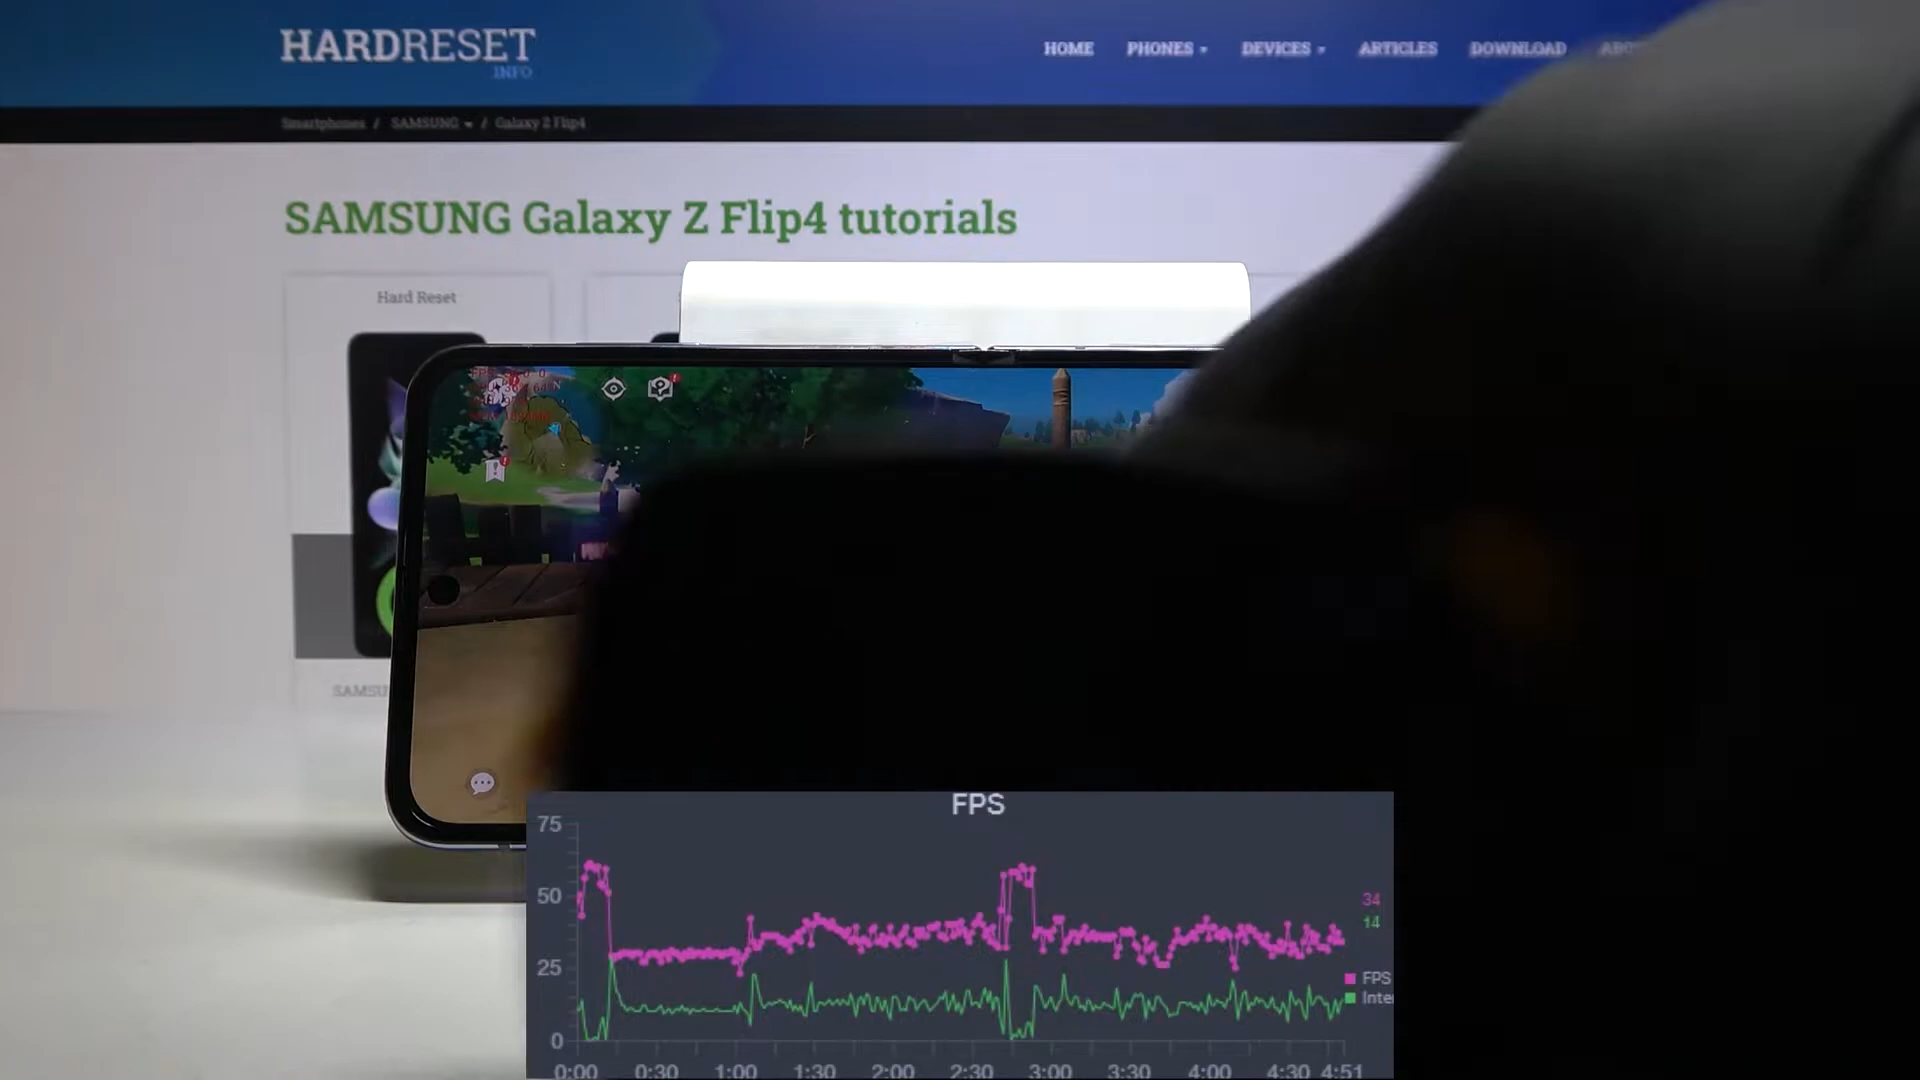 HARDRESET
INFO
HOME PHONES DEVICES ARTICLES DOWNLOAD
Smartphones / SAMSUNG / Galaxy Z Flip4
SAMSUNG Galaxy Z Flip4 tutorials
Hard Reset
FPS
75
50
25
0
34
14
FPS
0:00 0:30 1:00 1:30 2:00 2:30 3:00 3:30 4:00 4:30 4:51